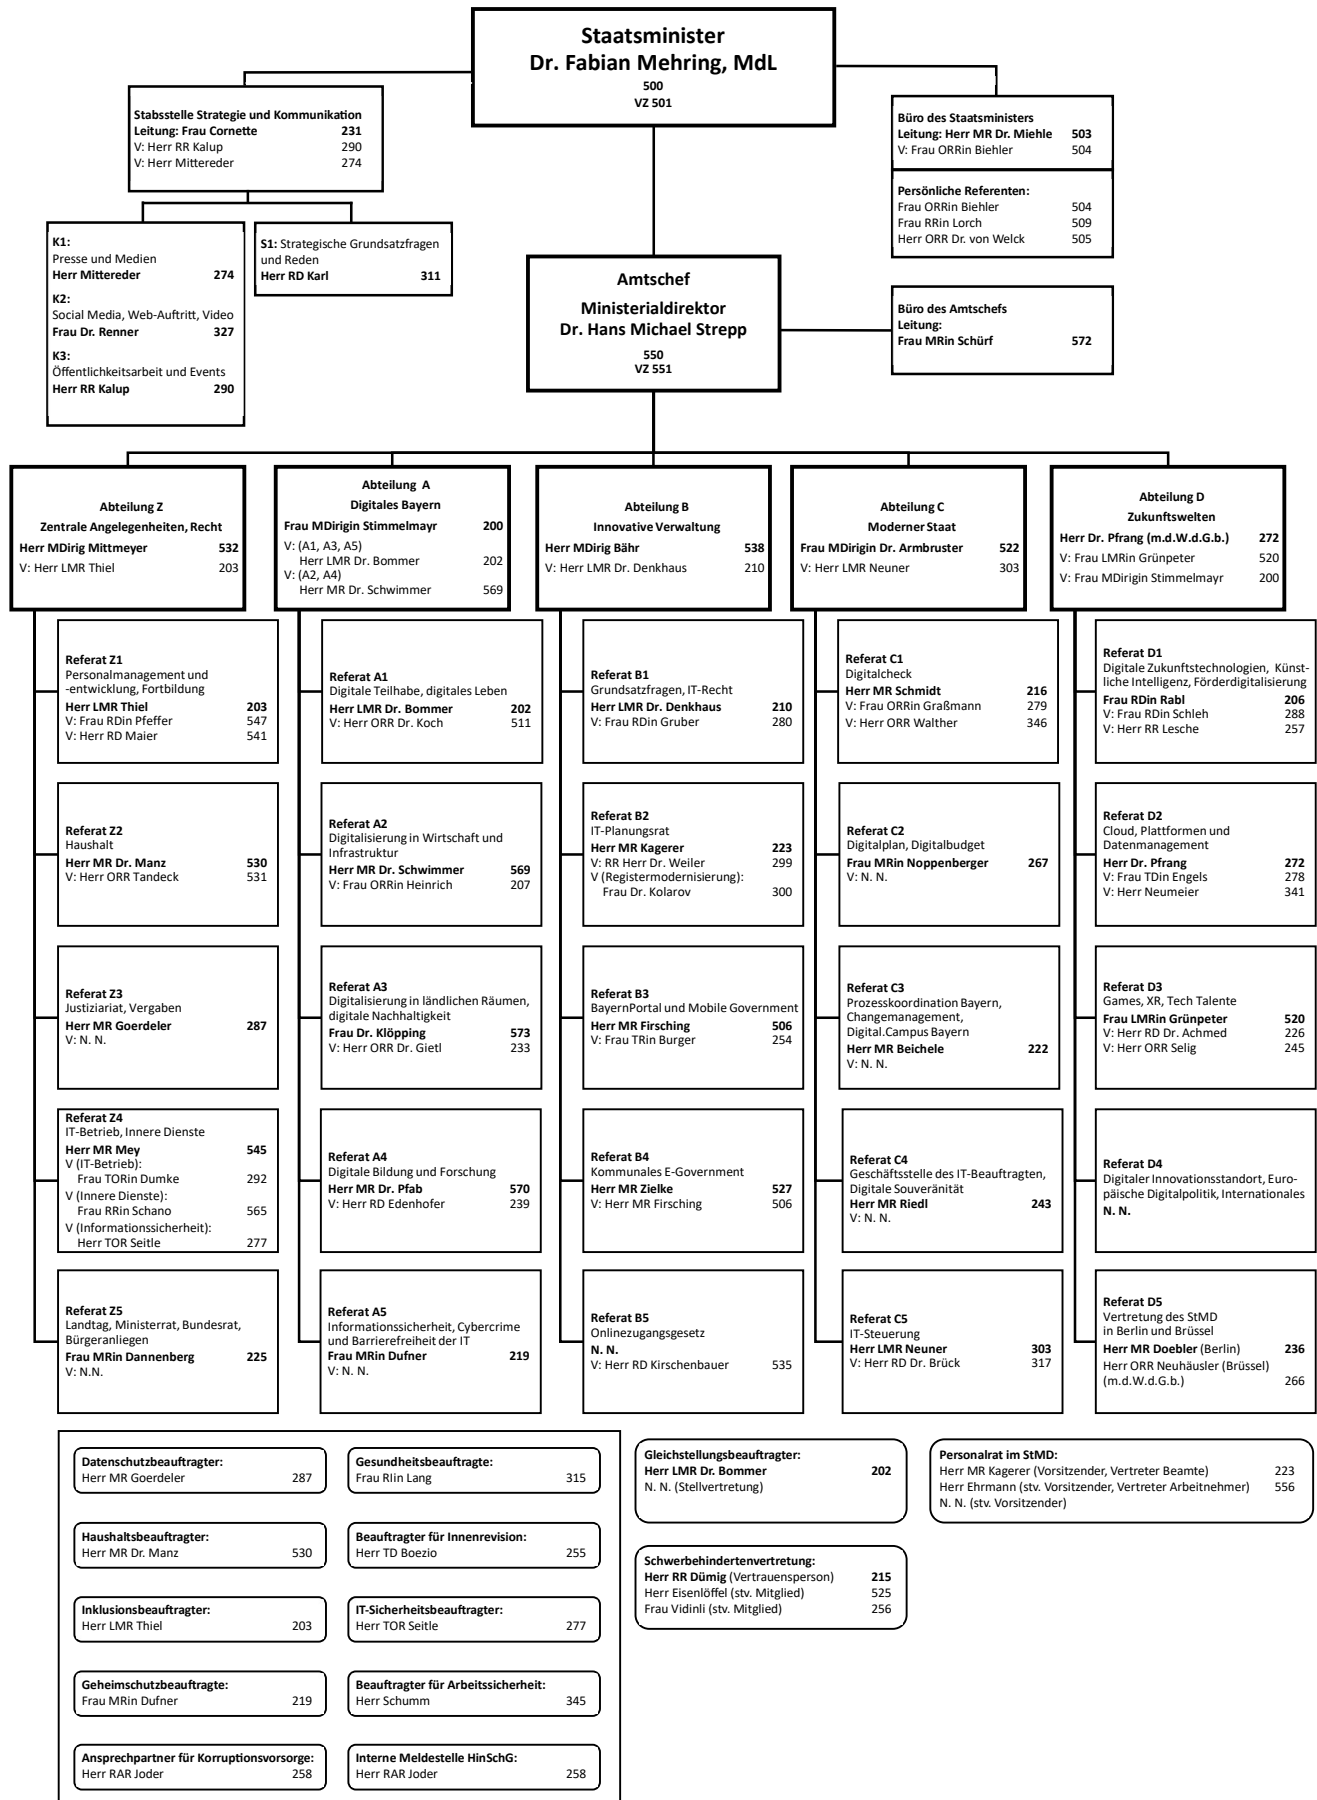 Staatsminister
Dr. Fabian Mehring, MdL
500
VZ 501
Stabsstelle Strategie und Kommunikation
Leitung: Frau Cornette 231
V: Herr RR Kalup 290
V: Herr Mittereder 274
Büro des Staatsministers
Leitung: Herr MR Dr. Miehle 503
V: Frau ORRin Biehler 504
Persönliche Referenten:
Frau ORRin Biehler 504
Frau RRin Lorch 509
Herr ORR Dr. von Welck 505
K1:
Presse und Medien
Herr Mittereder 274
K2:
Social Media, Web-Auftritt, Video
Frau Dr. Renner 327
K3:
Öffentlichkeitsarbeit und Events
Herr RR Kalup 290
S1: Strategische Grundsatzfragen
und Reden
Herr RD Karl 311
Amtschef
Ministerialdirektor
Dr. Hans Michael Strepp
550
VZ 551
Büro des Amtschefs
Leitung:
Frau MRin Schürf 572
Abteilung Z
Zentrale Angelegenheiten, Recht
Herr MDirig Mittmeyer 532
V: Herr LMR Thiel 203
Abteilung A
Digitales Bayern
Frau MDirigin Stimmelmayr 200
V: (A1, A3, A5)
Herr LMR Dr. Bommer 202
V: (A2, A4)
Herr MR Dr. Schwimmer 569
Abteilung B
Innovative Verwaltung
Herr MDirig Bähr 538
V: Herr LMR Dr. Denkhaus 210
Abteilung C
Moderner Staat
Frau MDirigin Dr. Armbruster 522
V: Herr LMR Neuner 303
Abteilung D
Zukunftswelten
Herr Dr. Pfrang (m.d.W.d.G.b.) 272
V: Frau LMRin Grünpeter 520
V: Frau MDirigin Stimmelmayr 200
Referat Z1
Personalmanagement und
-entwicklung, Fortbildung
Herr LMR Thiel 203
V: Frau RDin Pfeffer 547
V: Herr RD Maier 541
Referat Z2
Haushalt
Herr MR Dr. Manz 530
V: Herr ORR Tandeck 531
Referat Z3
Justiziariat, Vergaben
Herr MR Goerdeler 287
V: N. N.
Referat Z4
IT-Betrieb, Innere Dienste
Herr MR Mey 545
V (IT-Betrieb):
Frau TORin Dumke 292
V (Innere Dienste):
Frau RRin Schano 565
V (Informationssicherheit):
Herr TOR Seitle 277
Referat Z5
Landtag, Ministerrat, Bundesrat,
Bürgeranliegen
Frau MRin Dannenberg 225
V: N.N.
Referat A1
Digitale Teilhabe, digitales Leben
Herr LMR Dr. Bommer 202
V: Herr ORR Dr. Koch 511
Referat A2
Digitalisierung in Wirtschaft und
Infrastruktur
Herr MR Dr. Schwimmer 569
V: Frau ORRin Heinrich 207
Referat A3
Digitalisierung in ländlichen Räumen,
digitale Nachhaltigkeit
Frau Dr. Klöpping 573
V: Herr ORR Dr. Gietl 233
Referat A4
Digitale Bildung und Forschung
Herr MR Dr. Pfab 570
V: Herr RD Edenhofer 239
Referat A5
Informationssicherheit, Cybercrime
und Barrierefreiheit der IT
Frau MRin Dufner 219
V: N. N.
Referat B1
Grundsatzfragen, IT-Recht
Herr LMR Dr. Denkhaus 210
V: Frau RDin Gruber 280
Referat B2
IT-Planungsrat
Herr MR Kagerer 223
V: RR Herr Dr. Weiler 299
V (Registermodernisierung):
Frau Dr. Kolarov 300
Referat B3
BayernPortal und Mobile Government
Herr MR Firsching 506
V: Frau TRin Burger 254
Referat B4
Kommunales E-Government
Herr MR Zielke 527
V: Herr MR Firsching 506
Referat B5
Onlinezugangsgesetz
N. N.
V: Herr RD Kirschenbauer 535
Referat C1
Digitalcheck
Herr MR Schmidt 216
V: Frau ORRin Graßmann 279
V: Herr ORR Walther 346
Referat C2
Digitalplan, Digitalbudget
Frau MRin Noppenberger 267
V: N. N.
Referat C3
Prozesskoordination Bayern,
Changemanagement,
Digital.Campus Bayern
Herr MR Beichele 222
V: N. N.
Referat C4
Geschäftsstelle des IT-Beauftragten,
Digitale Souveränität
Herr MR Riedl 243
V: N. N.
Referat C5
IT-Steuerung
Herr LMR Neuner 303
V: Herr RD Dr. Brück 317
Referat D1
Digitale Zukunftstechnologien, Künst-
liche Intelligenz, Förderdigitalisierung
Frau RDin Rabl 206
V: Frau RDin Schleh 288
V: Herr RR Lesche 257
Referat D2
Cloud, Plattformen und
Datenmanagement
Herr Dr. Pfrang 272
V: Frau TDin Engels 278
V: Herr Neumeier 341
Referat D3
Games, XR, Tech Talente
Frau LMRin Grünpeter 520
V: Herr RD Dr. Achmed 226
V: Herr ORR Selig 245
Referat D4
Digitaler Innovationsstandort, Euro-
päische Digitalpolitik, Internationales
N. N.
Referat D5
Vertretung des StMD
in Berlin und Brüssel
Herr MR Doebler (Berlin) 236
Herr ORR Neuhäusler (Brüssel)
(m.d.W.d.G.b.) 266
Datenschutzbeauftragter:
Herr MR Goerdeler 287
Haushaltsbeauftragter:
Herr MR Dr. Manz 530
Inklusionsbeauftragter:
Herr LMR Thiel 203
Geheimschutzbeauftragte:
Frau MRin Dufner 219
Ansprechpartner für Korruptionsvorsorge:
Herr RAR Joder 258
Gesundheitsbeauftragte:
Frau RIin Lang 315
Beauftragter für Innenrevision:
Herr TD Boezio 255
IT-Sicherheitsbeauftragter:
Herr TOR Seitle 277
Beauftragter für Arbeitssicherheit:
Herr Schumm 345
Interne Meldestelle HinSchG:
Herr RAR Joder 258
Gleichstellungsbeauftragter:
Herr LMR Dr. Bommer 202
N. N. (Stellvertretung)
Schwerbehindertenvertretung:
Herr RR Dümig (Vertrauensperson) 215
Herr Eisenlöffel (stv. Mitglied) 525
Frau Vidinli (stv. Mitglied) 256
Personalrat im StMD:
Herr MR Kagerer (Vorsitzender, Vertreter Beamte) 223
Herr Ehrmann (stv. Vorsitzender, Vertreter Arbeitnehmer) 556
N. N. (stv. Vorsitzender)